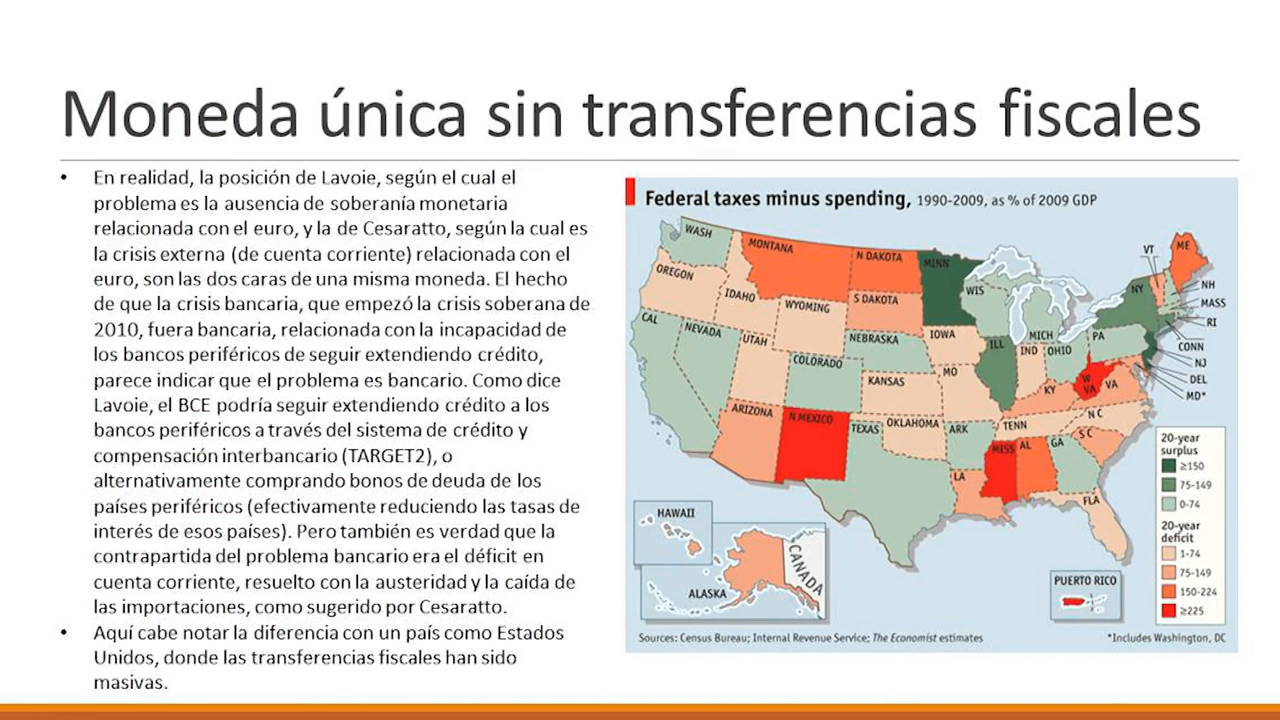 Moneda única sin transferencias fiscales
• En realidad, la posición de Lavoie, según el cual el
problema es la ausencia de soberanía monetaria
relacionada con el euro, y la de Cesaratto, según la cual es
la crisis externa (de cuenta corriente) relacionada con el
euro, son las dos caras de una misma moneda. El hecho
de que la crisis bancaria, que empezó la crisis soberana de
2010, fuera bancaria, relacionada con la incapacidad de
los bancos periféricos de seguir extendiendo crédito,
parece indicar que el problema es bancario. Como dice
Lavoie, el BCE podría seguir extendiendo crédito a los
bancos periféricos a través del sistema de crédito y
compensación interbancario (TARGET2), o
alternativamente comprando bonos de deuda de los
países periféricos (efectivamente reduciendo las tasas de
interés de esos países). Pero también es verdad que la
contrapartida del problema bancario era el déficit en
cuenta corriente, resuelto con la austeridad y la caída de
las importaciones, como sugerido por Cesaratto.
• Aquí cabe notar la diferencia con un país como Estados
Unidos, donde las transferencias fiscales han sido
masivas.
Federal taxes minus spending, 1990-2009, as % of 2009 GDP
WASH
MONTANA
N DAKOTA
MINN
VT
ME
OREGON
IDAHO
WYOMING
S DAKOTA
WIS
NY
NH
MASS
RI
CAL
NEVADA
UTAH
COLORADO
NEBRASKA
IOWA
ILL
MICH
IND
OHIO
PA
CONN
NJ
DEL
MD*
KANSAS
MO
KY
W
VA
VA
ARIZONA
N MEXICO
TEXAS
OKLAHOMA
ARK
TENN
N C
S C
MISS
AL
GA
LA
FLA
HAWAII
ALASKA
CANADA
PUERTO RICO
20-year
surplus
≥150
75-149
0-74
20-year
deficit
1-74
75-149
150-224
≥225
Sources: Census Bureau; Internal Revenue Service; The Economist estimates
*Includes Washington, DC